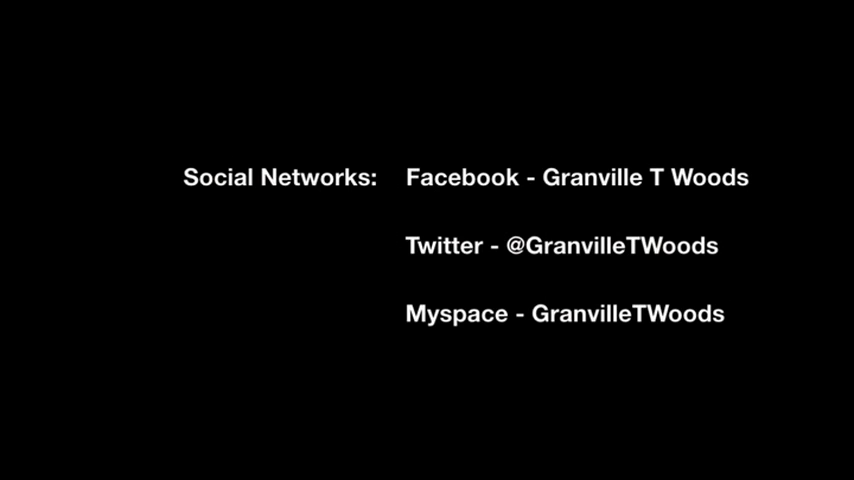 Social Networks: Facebook - Granville T Woods
Twitter - @GranvilleTWoods
Myspace - GranvilleTWoods